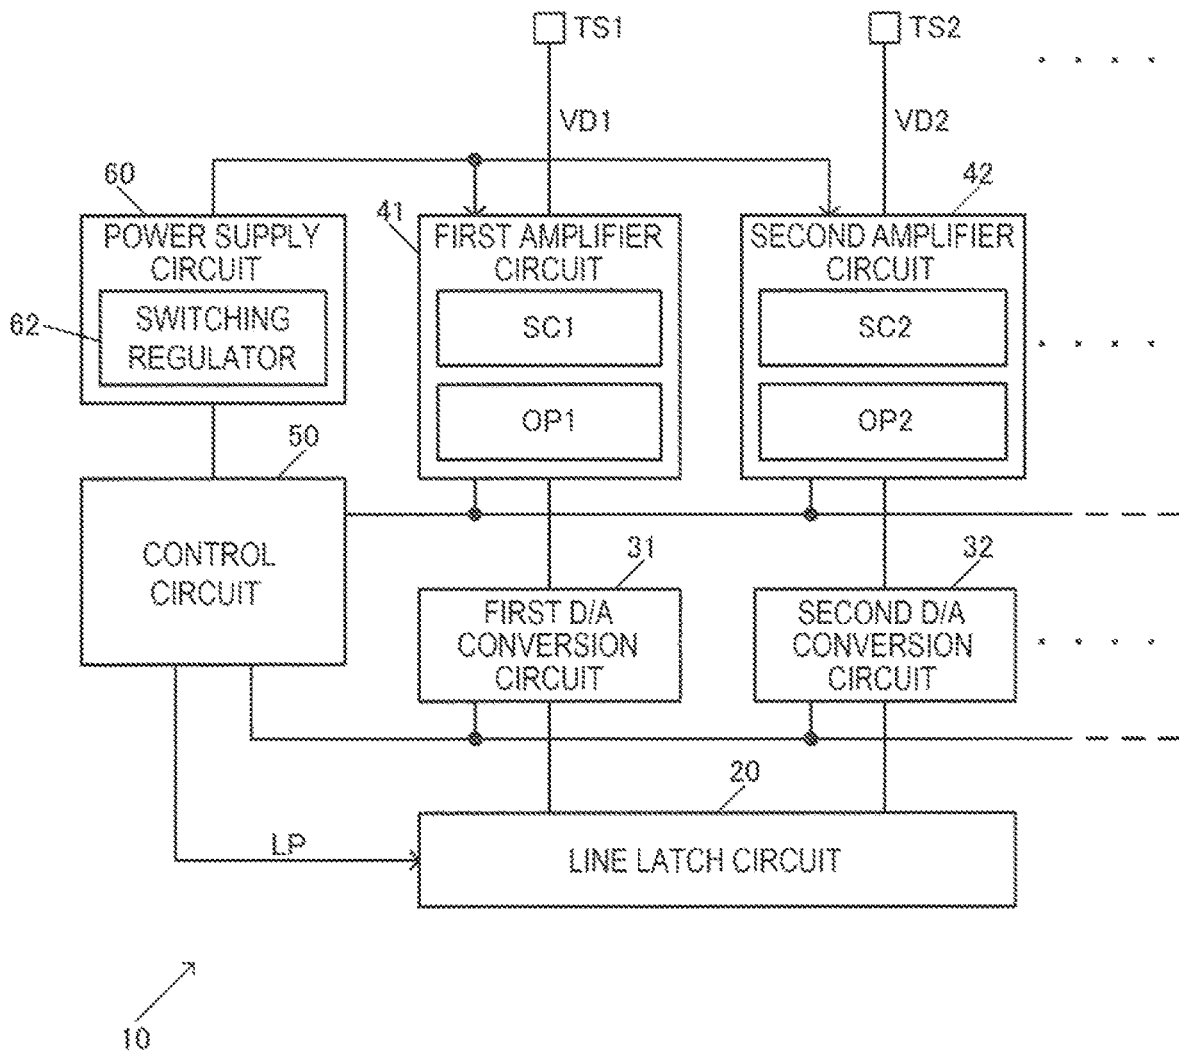 TS1
TS2
VD1
VD2
60
41
42
POWER SUPPLY
CIRCUIT
FIRST AMPLIFIER
CIRCUIT
SECOND AMPLIFIER
CIRCUIT
62
SWITCHING
REGULATOR
SC1
SC2
OP1
OP2
50
CONTROL
CIRCUIT
31
32
FIRST D/A
CONVERSION
CIRCUIT
SECOND D/A
CONVERSION
CIRCUIT
20
LP
LINE LATCH CIRCUIT
10